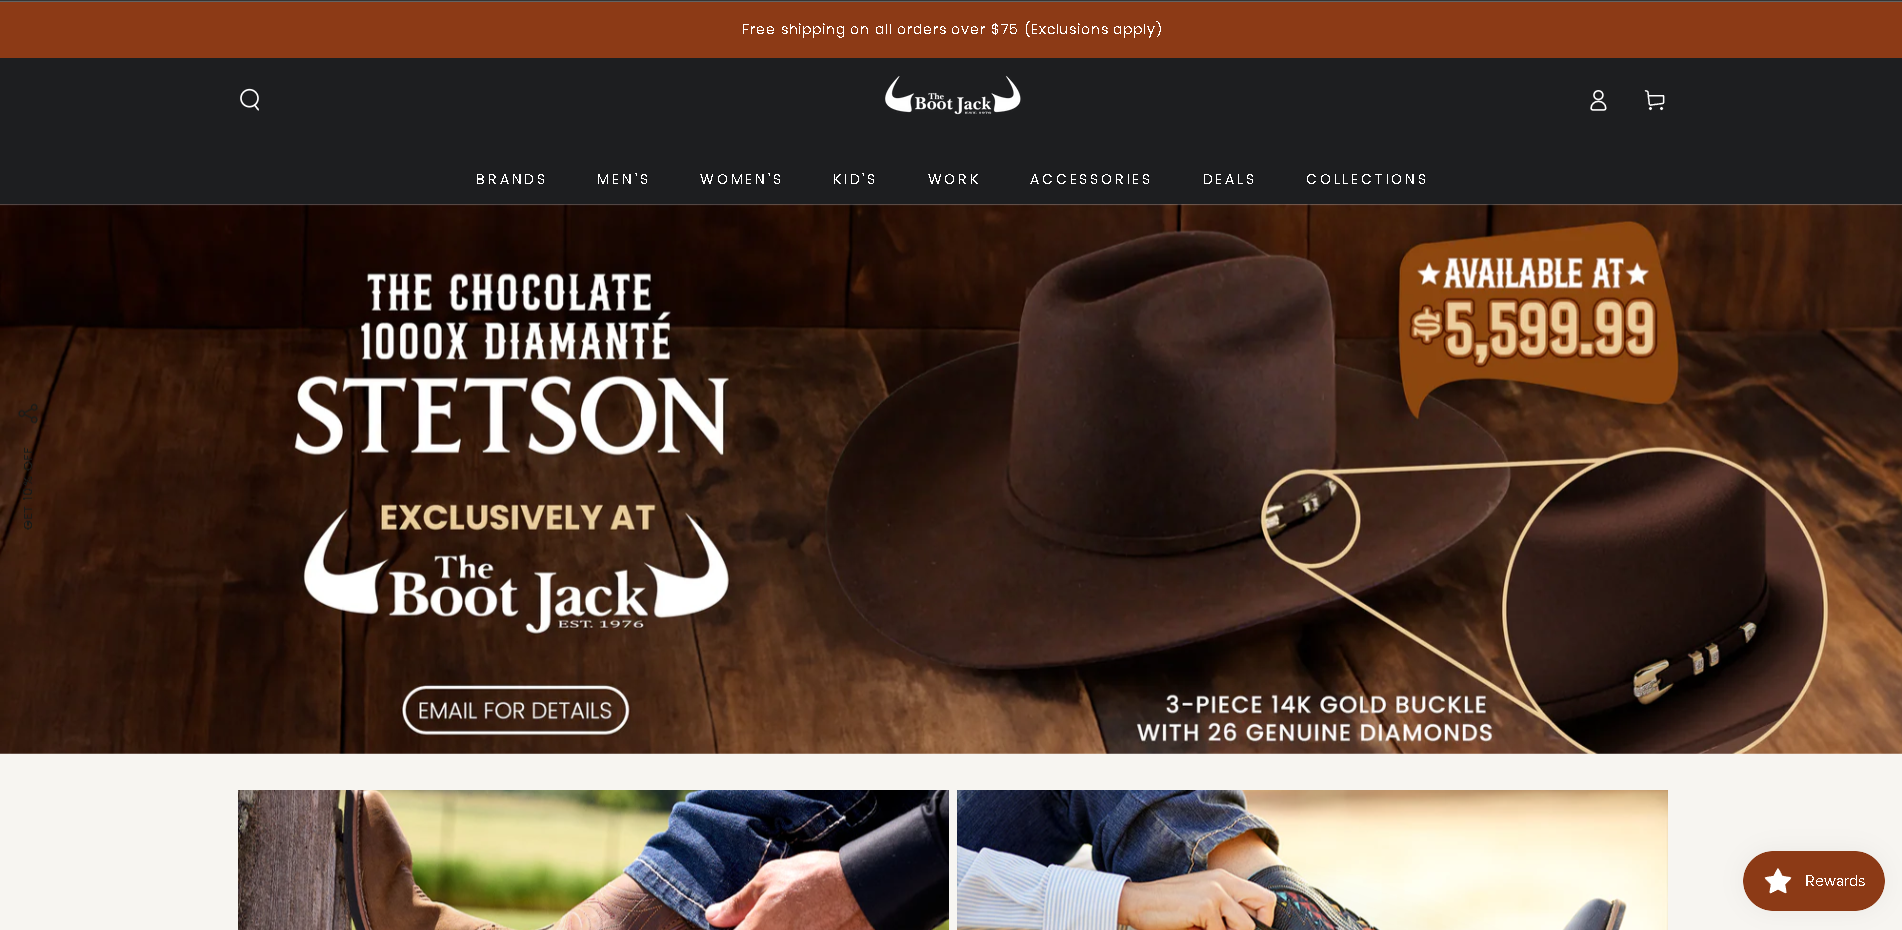 Free shipping on all orders over $75 (Exclusions apply)
The
Boot Jack
EST. 1976
BRANDS MEN'S WOMEN'S KID'S WORK ACCESSORIES DEALS COLLECTIONS
THE CHOCOLATE
1000X DIAMANTÉ
STETSON
EXCLUSIVELY AT
The
Boot Jack
EST. 1976
EMAIL FOR DETAILS
AVAILABLE AT
$5,599.99
3-PIECE 14K GOLD BUCKLE
WITH 26 GENUINE DIAMONDS
Rewards